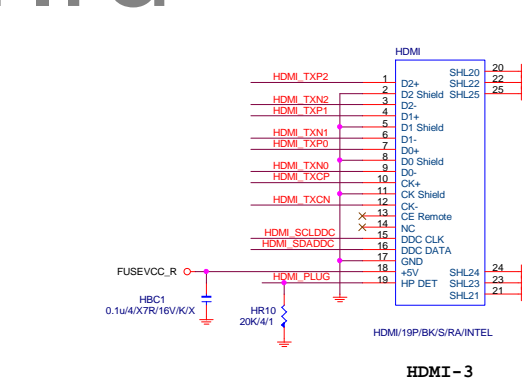 HDMI
HDMI_TXP2 1 D2+ SHL20 20
2 D2 Shield SHL22 22
HDMI_TXN2 3 D2- SHL25 25
HDMI_TXP1 4 D1+
5 D1 Shield
HDMI_TXN1 6 D1-
HDMI_TXP0 7 D0+
8 D0 Shield
HDMI_TXN0 9 D0-
HDMI_TXCP 10 CK+
11 CK Shield
HDMI_TXCN 12 CK-
13 CE Remote
14 NC
HDMI_SCLDDC 15 DDC CLK
HDMI_SDADDC 16 DDC DATA
17 GND
FUSEVCC_R 18 +5V SHL24 24
HDMI_PLUG 19 HP DET SHL23 23
SHL21 21
HBC1
0.1u/4/X7R/16V/K/X
HR10
20K/4/1
HDMI/19P/BK/S/RA/INTEL
HDMI-3